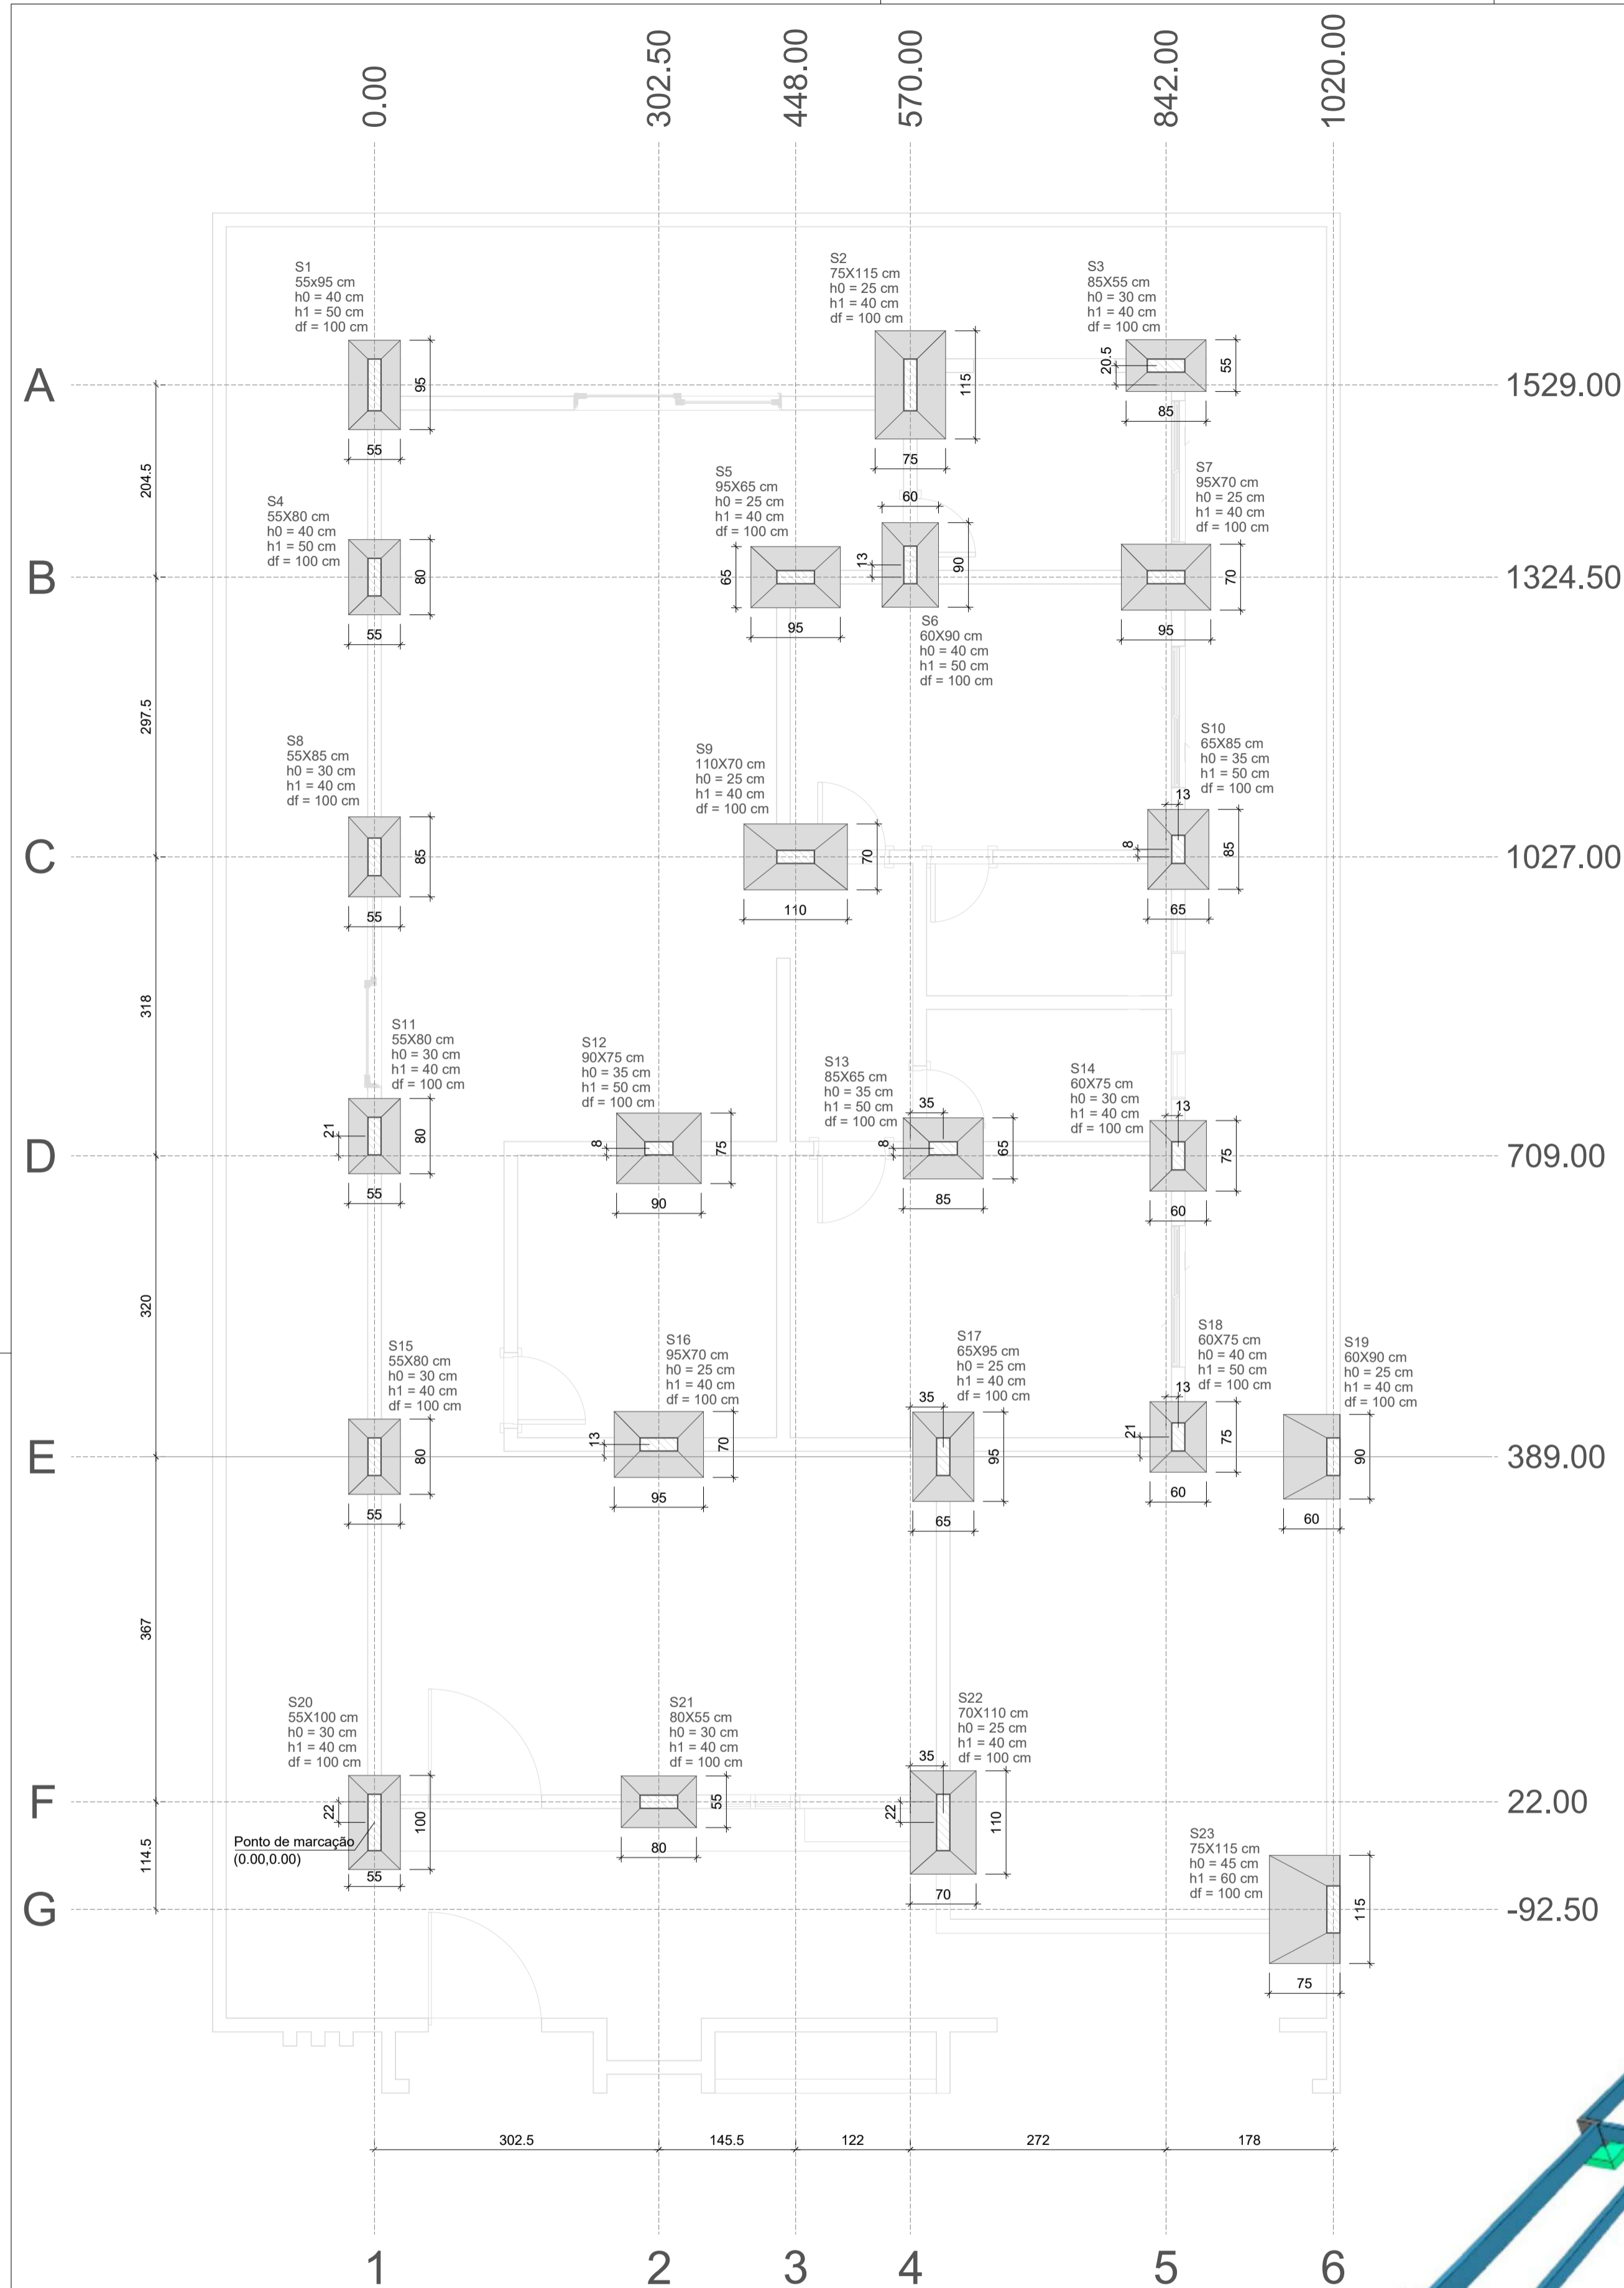 0.00
302.50
448.00
570.00
842.00
1020.00
S1
55x95 cm
h0 = 40 cm
h1 = 50 cm
df = 100 cm
S2
75X115 cm
h0 = 25 cm
h1 = 40 cm
df = 100 cm
S3
85X55 cm
h0 = 30 cm
h1 = 40 cm
df = 100 cm
A
95
55
115
75
20.5
55
85
1529.00
204.5
S4
55X80 cm
h0 = 40 cm
h1 = 50 cm
df = 100 cm
S5
95X65 cm
h0 = 25 cm
h1 = 40 cm
df = 100 cm
S7
95X70 cm
h0 = 25 cm
h1 = 40 cm
df = 100 cm
B
80
55
65
95
60
13
90
S6
60X90 cm
h0 = 40 cm
h1 = 50 cm
df = 100 cm
70
95
1324.50
297.5
S8
55X85 cm
h0 = 30 cm
h1 = 40 cm
df = 100 cm
S9
110X70 cm
h0 = 25 cm
h1 = 40 cm
df = 100 cm
S10
65X85 cm
h0 = 35 cm
h1 = 50 cm
df = 100 cm
C
85
55
70
110
13
8
85
65
1027.00
318
S11
55X80 cm
h0 = 30 cm
h1 = 40 cm
df = 100 cm
S12
90X75 cm
h0 = 35 cm
h1 = 50 cm
df = 100 cm
S13
85X65 cm
h0 = 35 cm
h1 = 50 cm
df = 100 cm
S14
60X75 cm
h0 = 30 cm
h1 = 40 cm
df = 100 cm
D
21
80
55
8
75
90
35
8
65
85
13
75
60
709.00
320
S15
55X80 cm
h0 = 30 cm
h1 = 40 cm
df = 100 cm
S16
95X70 cm
h0 = 25 cm
h1 = 40 cm
df = 100 cm
S17
65X95 cm
h0 = 25 cm
h1 = 40 cm
df = 100 cm
S18
60X75 cm
h0 = 40 cm
h1 = 50 cm
df = 100 cm
S19
60X90 cm
h0 = 25 cm
h1 = 40 cm
df = 100 cm
E
80
55
13
70
95
35
95
65
13
21
75
60
90
60
389.00
367
S20
55X100 cm
h0 = 30 cm
h1 = 40 cm
df = 100 cm
S21
80X55 cm
h0 = 30 cm
h1 = 40 cm
df = 100 cm
S22
70X110 cm
h0 = 25 cm
h1 = 40 cm
df = 100 cm
F
22
100
55
Ponto de marcação
(0.00,0.00)
55
80
35
22
110
70
22.00
114.5
S23
75X115 cm
h0 = 45 cm
h1 = 60 cm
df = 100 cm
G
115
75
-92.50
302.5
145.5
122
272
178
1
2
3
4
5
6